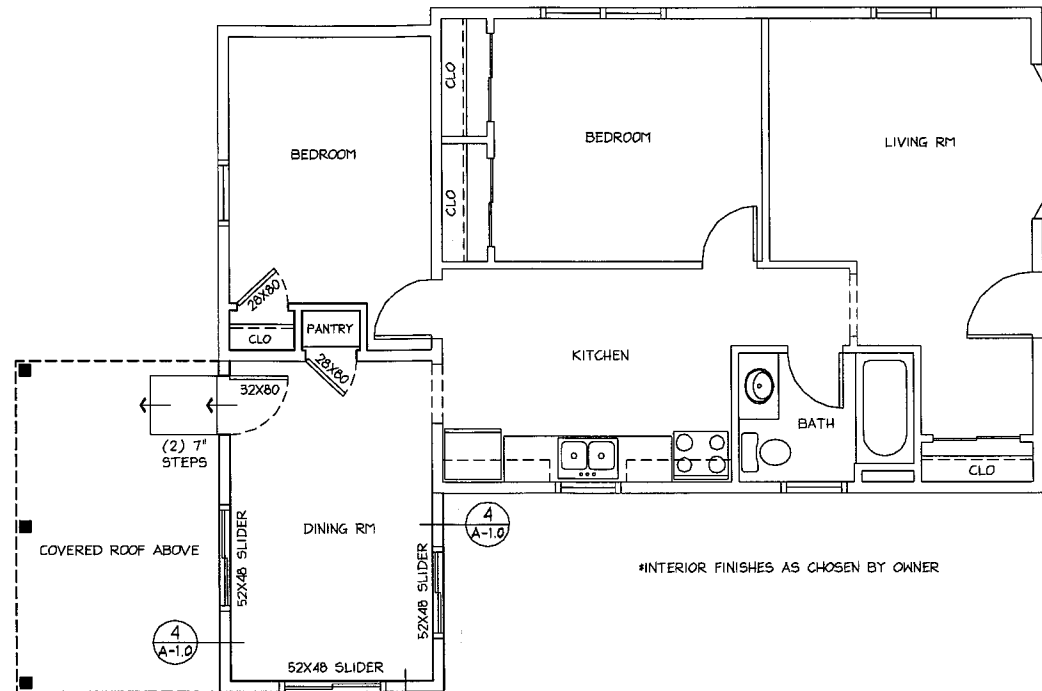 CLO
BEDROOM
BEDROOM
LIVING RM
CLO
28X80
CLO
PANTRY
28X80
KITCHEN
32X80
(2) 7"
STEPS
BATH
CLO
4
A-1.0
DINING RM
52X48 SLIDER
COVERED ROOF ABOVE
52X48 SLIDER
*INTERIOR FINISHES AS CHOSEN BY OWNER
4
A-1.0
52X48 SLIDER